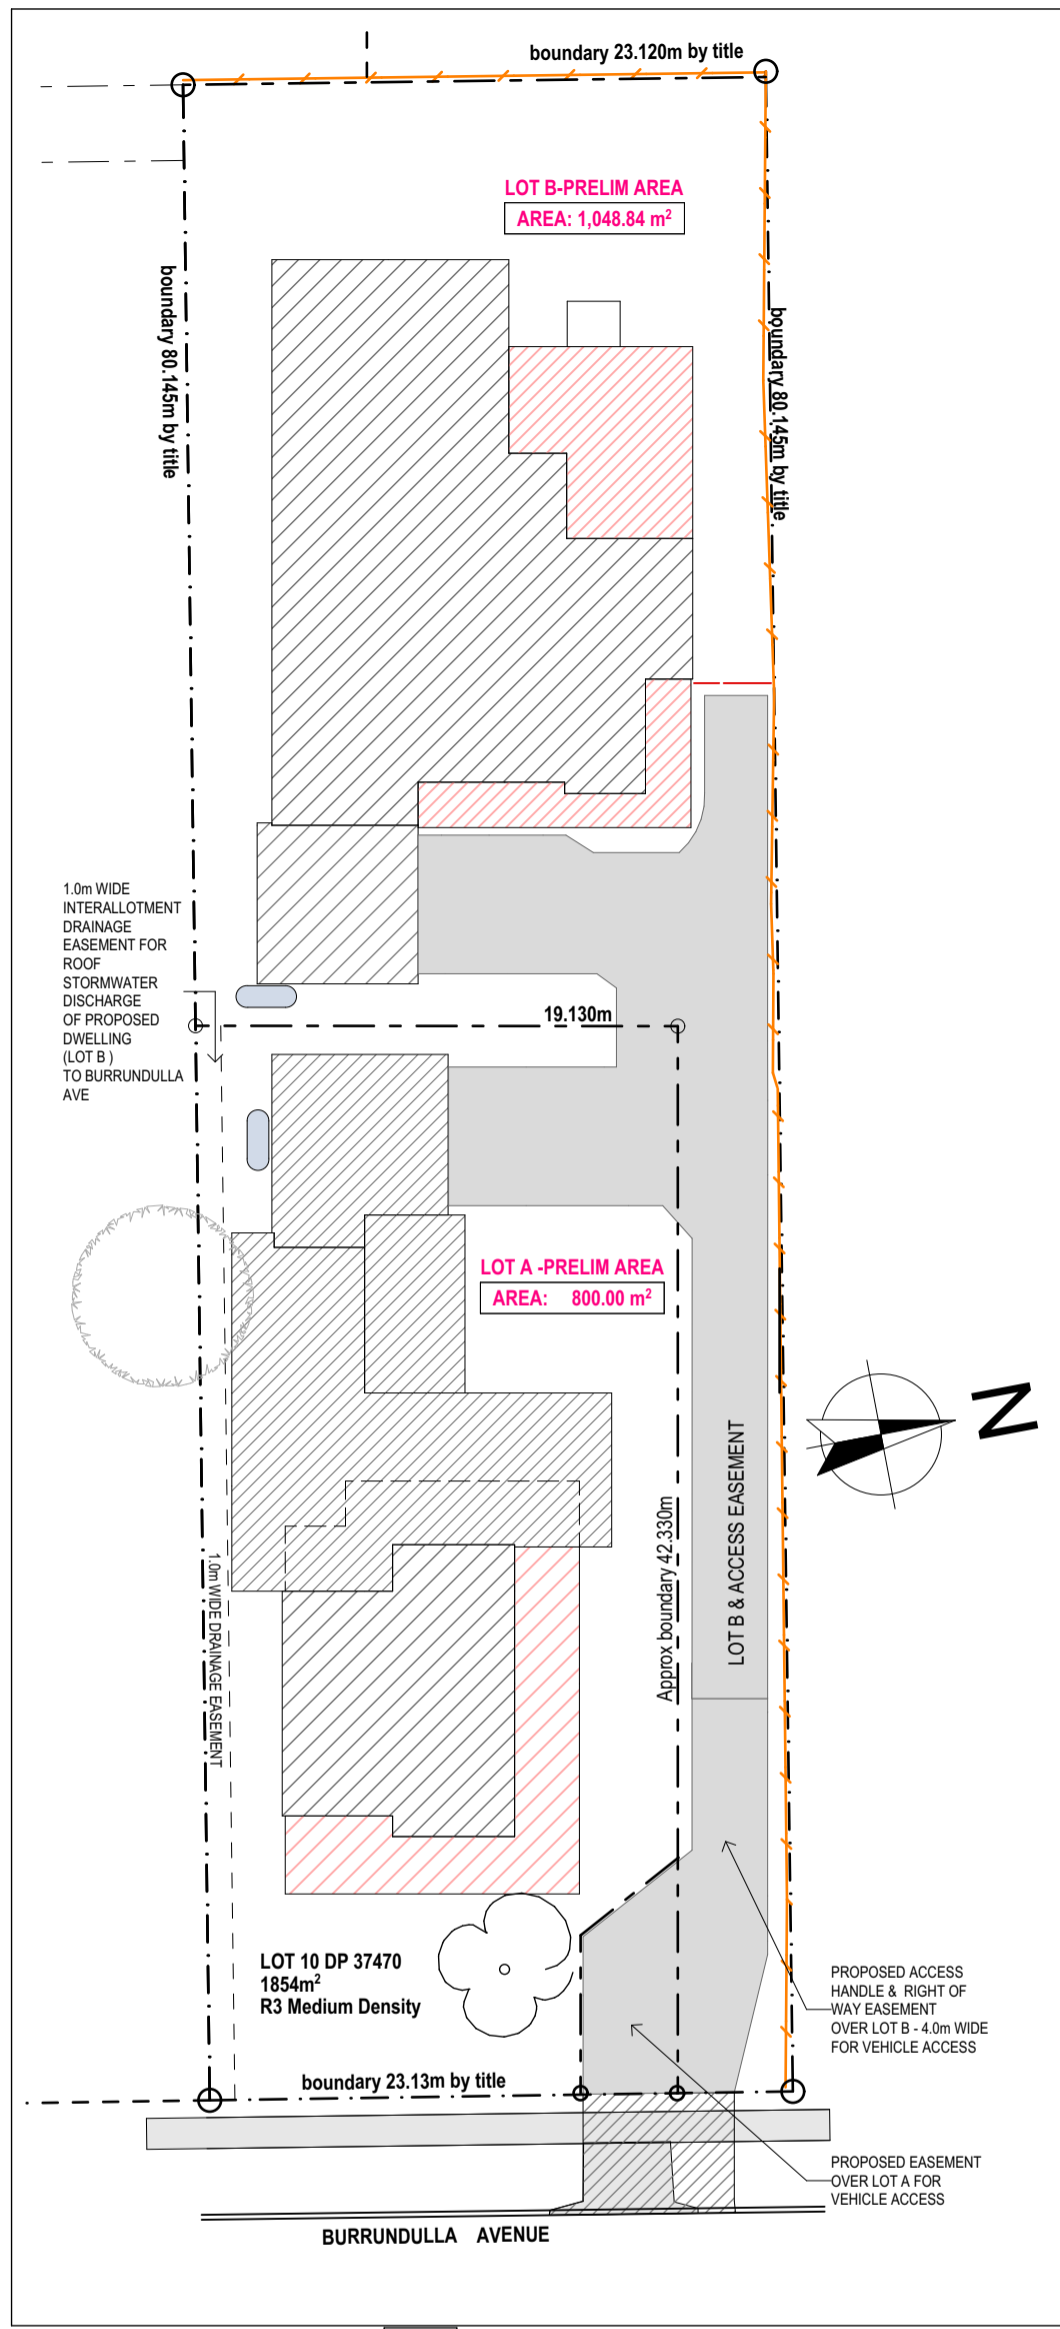 boundary 23.120m by title
LOT B-PRELIM AREA
AREA: 1,048.84 m²
boundary 80.145m by title
boundary 80.145m by title
1.0m WIDE
INTERALLOTMENT
DRAINAGE
EASEMENT FOR
ROOF
STORMWATER
DISCHARGE
OF PROPOSED
DWELLING
(LOT B )
TO BURRUNDULLA
AVE
19.130m
LOT A -PRELIM AREA
AREA: 800.00 m²
N
LOT B & ACCESS EASEMENT
Approx boundary 42.330m
1.0m WIDE DRAINAGE EASEMENT
LOT 10 DP 37470
1854m²
R3 Medium Density
PROPOSED ACCESS
HANDLE & RIGHT OF
WAY EASEMENT
OVER LOT B - 4.0m WIDE
FOR VEHICLE ACCESS
boundary 23.13m by title
PROPOSED EASEMENT
OVER LOT A FOR
VEHICLE ACCESS
BURRUNDULLA AVENUE